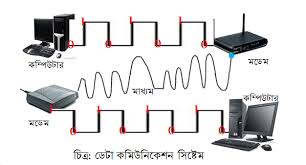 কম্পিউটার
মডেম
মাধ্যম
কম্পিউটার
মডেম
চিত্র: ডেটা কমিউনিকেশন সিষ্টেম